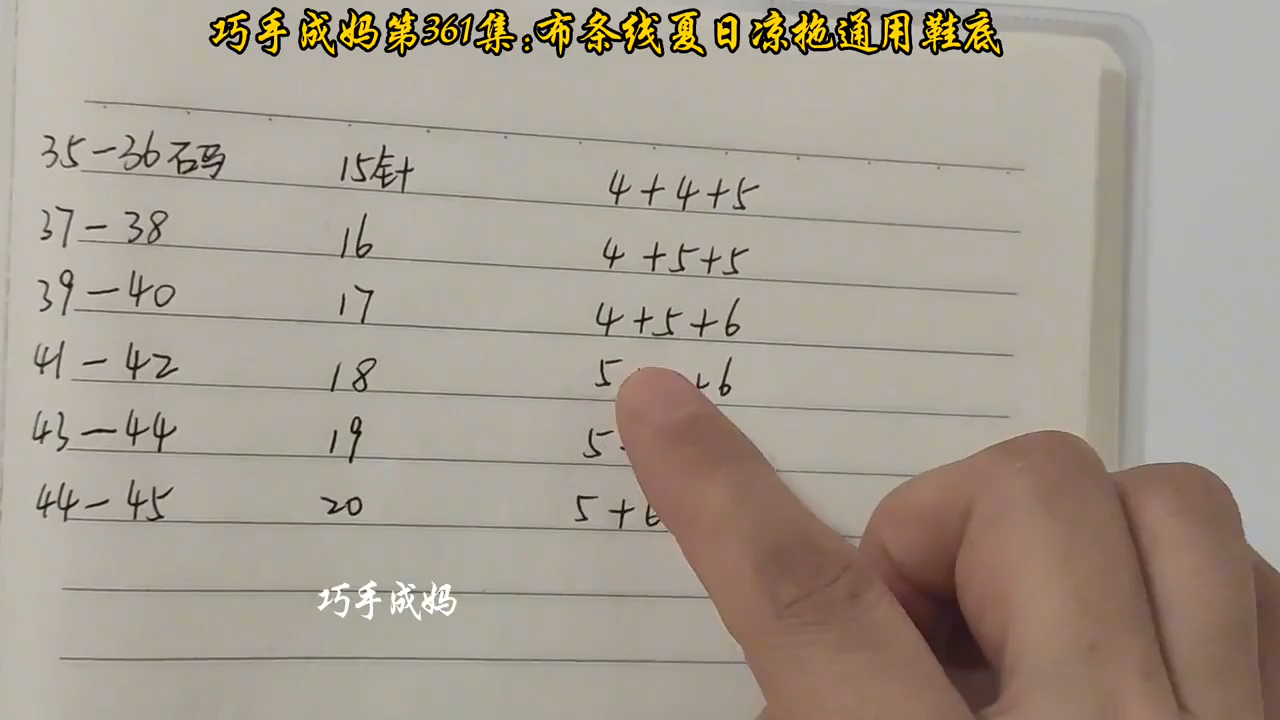 巧手成妈第361集:布条线夏日凉拖通用鞋底
35-36码 15针 4+4+5
37-38 16 4+5+5
39-40 17 4+5+6
41-42 18 5 +6
43-44 19 5
44-45 20 5+
巧手成妈